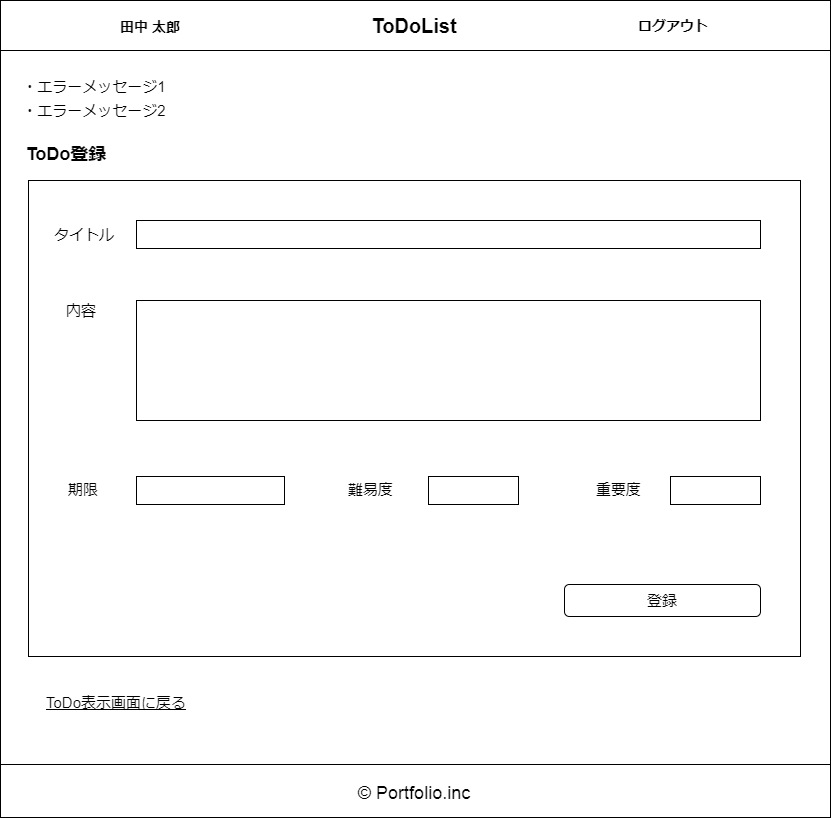 田中 太郎 ToDoList ログアウト
・エラーメッセージ1
・エラーメッセージ2
ToDo登録
タイトル
内容
期限 難易度 重要度
登録
ToDo表示画面に戻る
© Portfolio.inc